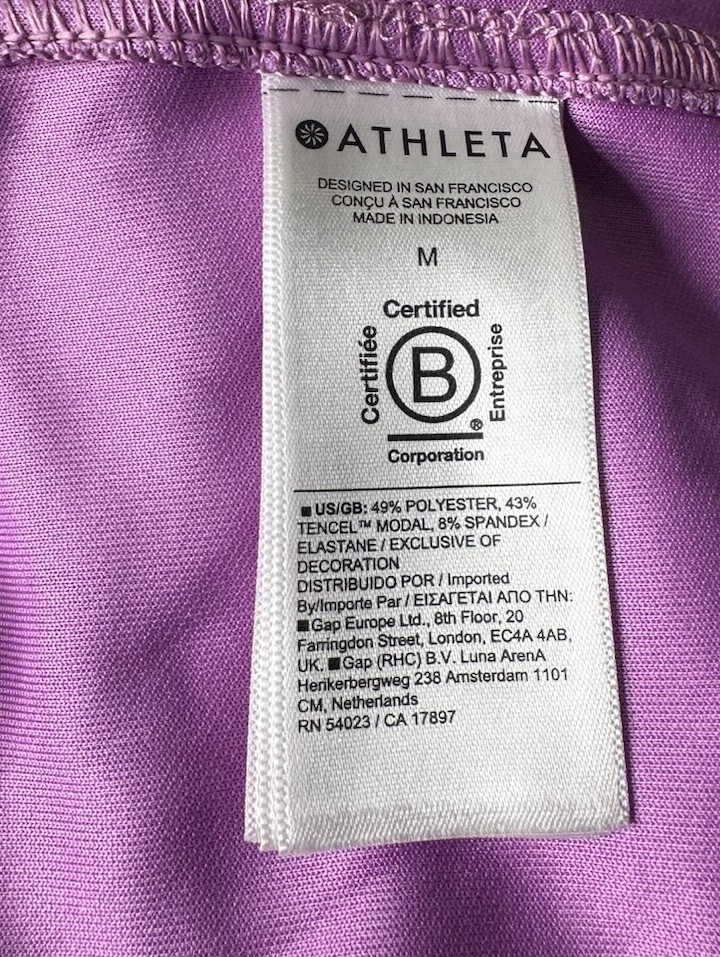 ATHLETA
DESIGNED IN SAN FRANCISCO
CONÇU À SAN FRANCISCO
MADE IN INDONESIA
M
Certified
Certifiée
B
Entreprise
®
Corporation
■ US/GB: 49% POLYESTER, 43%
TENCEL™ MODAL, 8% SPANDEX /
ELASTANE / EXCLUSIVE OF
DECORATION
DISTRIBUIDO POR / Imported
By/Importe Par / ΕΙΣΑΓΕΤΑΙ ΑΠΟ ΤΗΝ:
■Gap Europe Ltd., 8th Floor, 20
Farringdon Street, London, EC4A 4AB,
UK. ■Gap (RHC) B.V. Luna ArenA
Herikerbergweg 238 Amsterdam 1101
CM, Netherlands
RN 54023 / CA 17897